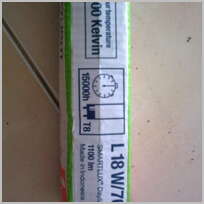 ur temperature
00 Kelvin
15000h
T8
L 18 W/7
SMARTLUX® Dayl
1100 lm
Made in Indonesia